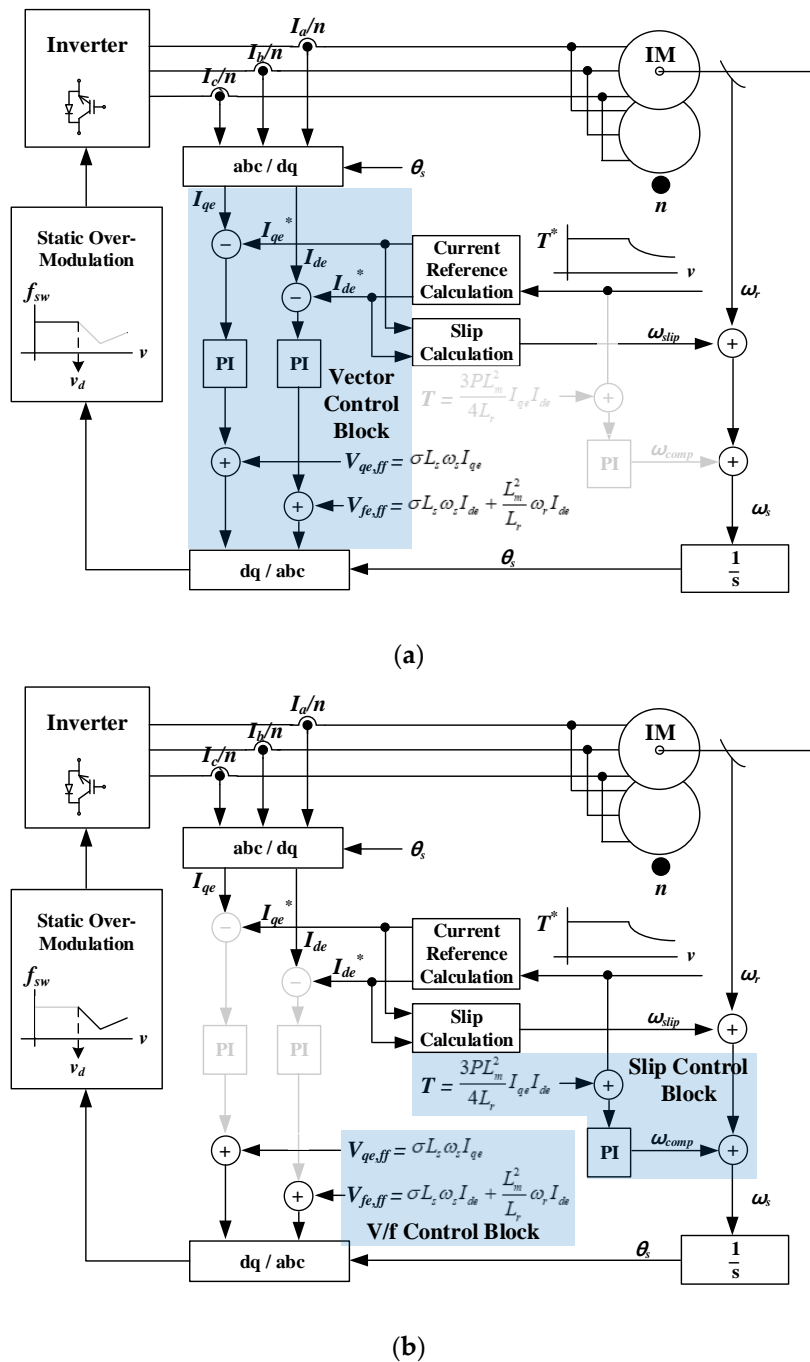 I_a/n
I_b/n
I_c/n
Inverter
IM
n
abc / dq
θ_s
I_qe
I_qe*
I_de
I_de*
Static Over-
Modulation
f_sw
v
v_d
Current
Reference
Calculation
T*
v
ω_r
Slip
Calculation
ω_slip
PI
PI
Vector
Control
Block
T = 3PL_m^2/4L_r I_qe I_de
PI
ω_comp
V_qe,ff = σL_s ω_s I_qe
V_fe,ff = σL_s ω_s I_de + L_m^2/L_r ω_r I_de
ω_s
dq / abc
θ_s
1/s
(a)
I_a/n
I_b/n
I_c/n
Inverter
IM
n
abc / dq
θ_s
I_qe
I_qe*
I_de
I_de*
Static Over-
Modulation
f_sw
v
v_d
Current
Reference
Calculation
T*
v
ω_r
Slip
Calculation
ω_slip
PI
PI
Slip Control
Block
T = 3PL_m^2/4L_r I_qe I_de
PI
ω_comp
V_qe,ff = σL_s ω_s I_qe
V_fe,ff = σL_s ω_s I_de + L_m^2/L_r ω_r I_de
V/f Control Block
ω_s
dq / abc
θ_s
1/s
(b)